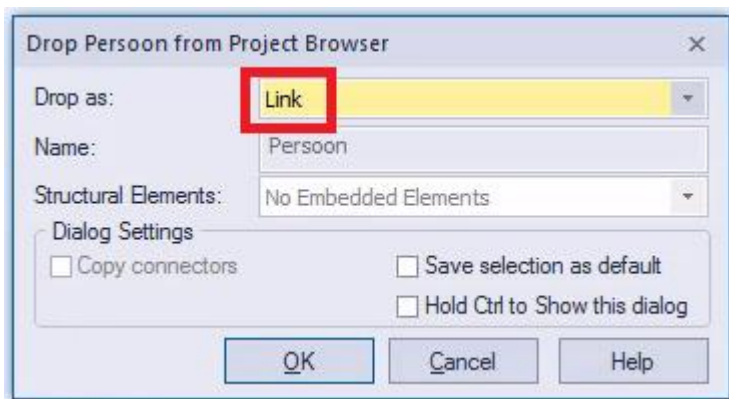 Drop Persoon from Project Browser
Drop as: Link
Name: Persoon
Structural Elements: No Embedded Elements
Dialog Settings
Copy connectors Save selection as default
Hold Ctrl to Show this dialog
OK Cancel Help